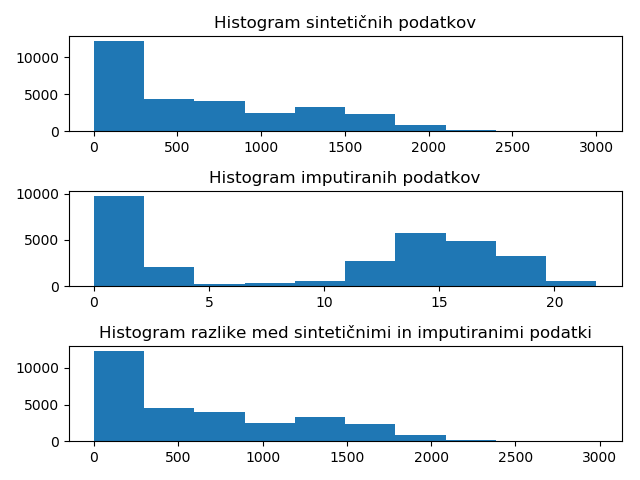 Histogram sintetičnih podatkov
10000
5000
0
0 500 1000 1500 2000 2500 3000
Histogram imputiranih podatkov
10000
5000
0
0 5 10 15 20
Histogram razlike med sintetičnimi in imputiranimi podatki
10000
5000
0
0 500 1000 1500 2000 2500 3000